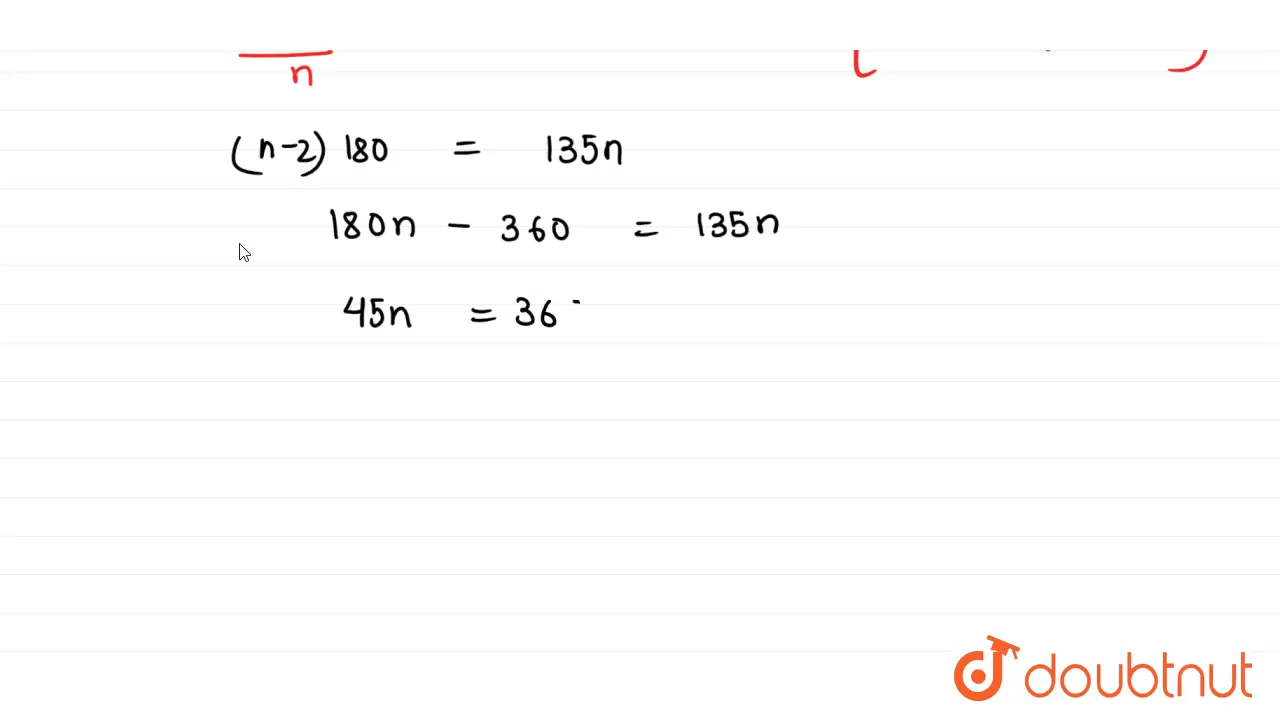 n
(n-2) 180 = 135n
180n - 360 = 135n
45n = 36
doubtnut